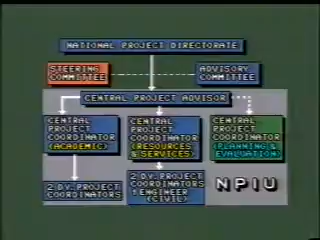 NATIONAL PROJECT DIRECTORATE
STEERING
COMMITTEE
ADVISORY
COMMITTEE
CENTRAL PROJECT ADVISOR
CENTRAL
PROJECT
COORDINATOR
(ACADEMIC)
CENTRAL
PROJECT
COORDINATOR
(RESOURCES
& SERVICES)
CENTRAL
PROJECT
COORDINATOR
(PLANNING &
EVALUATION)
2 DY. PROJECT
COORDINATORS
2 DY. PROJECT
COORDINATORS
1 ENGINEER
(CIVIL)
NPIU